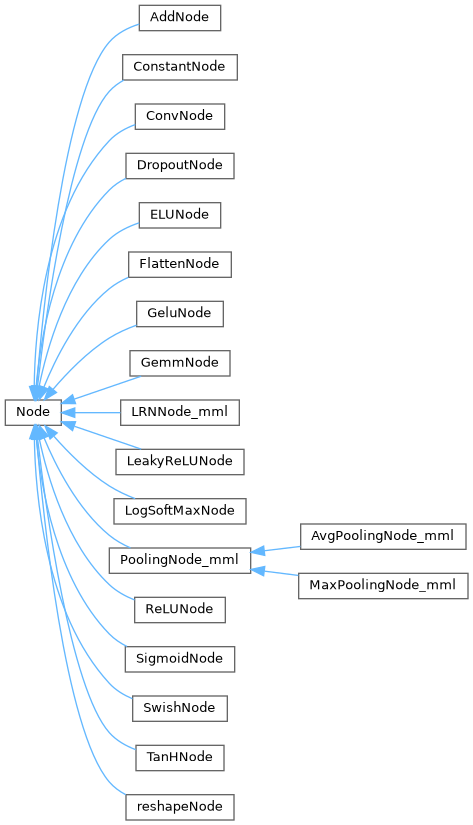 AddNode
ConstantNode
ConvNode
DropoutNode
ELUNode
FlattenNode
GeluNode
GemmNode
Node
LRNNode_mml
LeakyReLUNode
LogSoftMaxNode
PoolingNode_mml
AvgPoolingNode_mml
MaxPoolingNode_mml
ReLUNode
SigmoidNode
SwishNode
TanHNode
reshapeNode